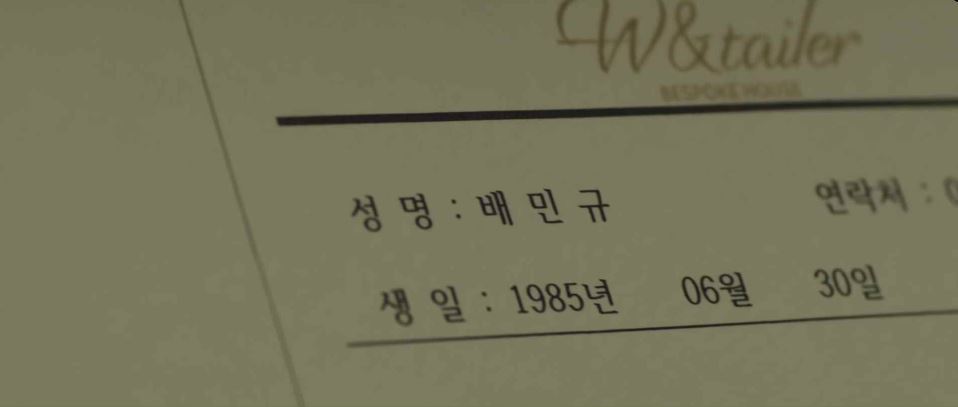 W&tailer
BESPOKE HOUSE
성 명 : 배 민 규 연락처 : 0
생 일 : 1985년 06월 30일